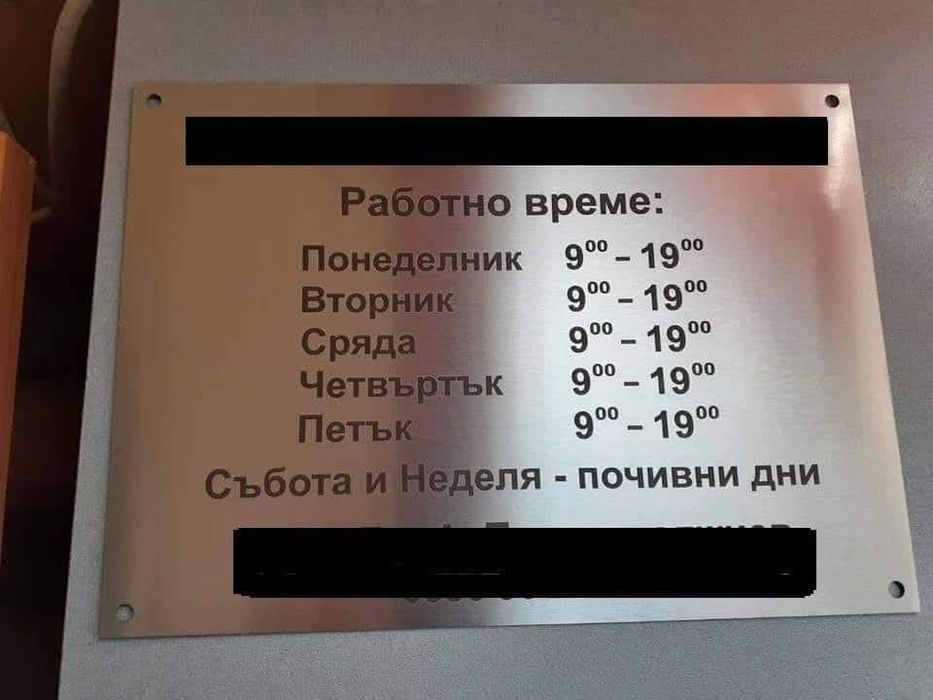 Работно време:
Понеделник 9⁰⁰ – 19⁰⁰
Вторник 9⁰⁰ – 19⁰⁰
Сряда 9⁰⁰ – 19⁰⁰
Четвъртък 9⁰⁰ – 19⁰⁰
Петък 9⁰⁰ – 19⁰⁰
Събота и Неделя - почивни дни